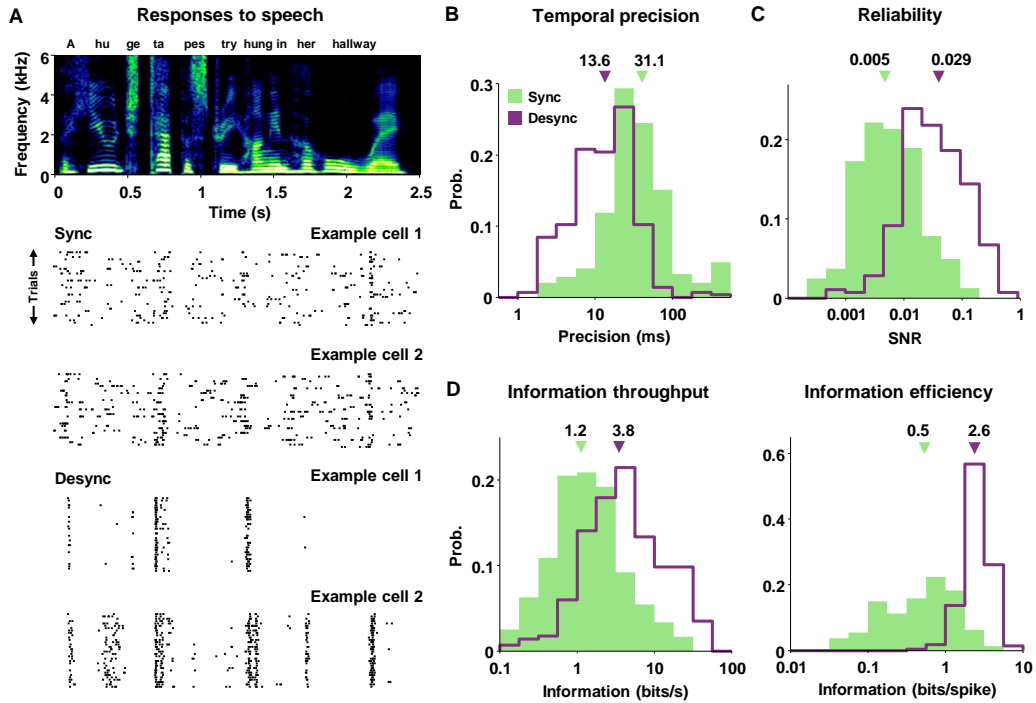 A
Responses to speech
A hu ge ta pes try hung in her hallway
Frequency (kHz)
6
4
2
0
0 0.5 1 1.5 2 2.5
Time (s)
Sync
Example cell 1
Trials
Example cell 2
Desync
Example cell 1
Example cell 2
B
Temporal precision
13.6 31.1
Sync
Desync
Prob.
0.3
0.2
0.1
0
1 10 100
Precision (ms)
C
Reliability
0.005 0.029
0.2
0.1
0
0.001 0.01 0.1 1
SNR
D
Information throughput
1.2 3.8
Prob.
0.2
0.1
0
0.1 1 10 100
Information (bits/s)
Information efficiency
0.5 2.6
0.6
0.4
0.2
0
0.01 0.1 1 10
Information (bits/spike)